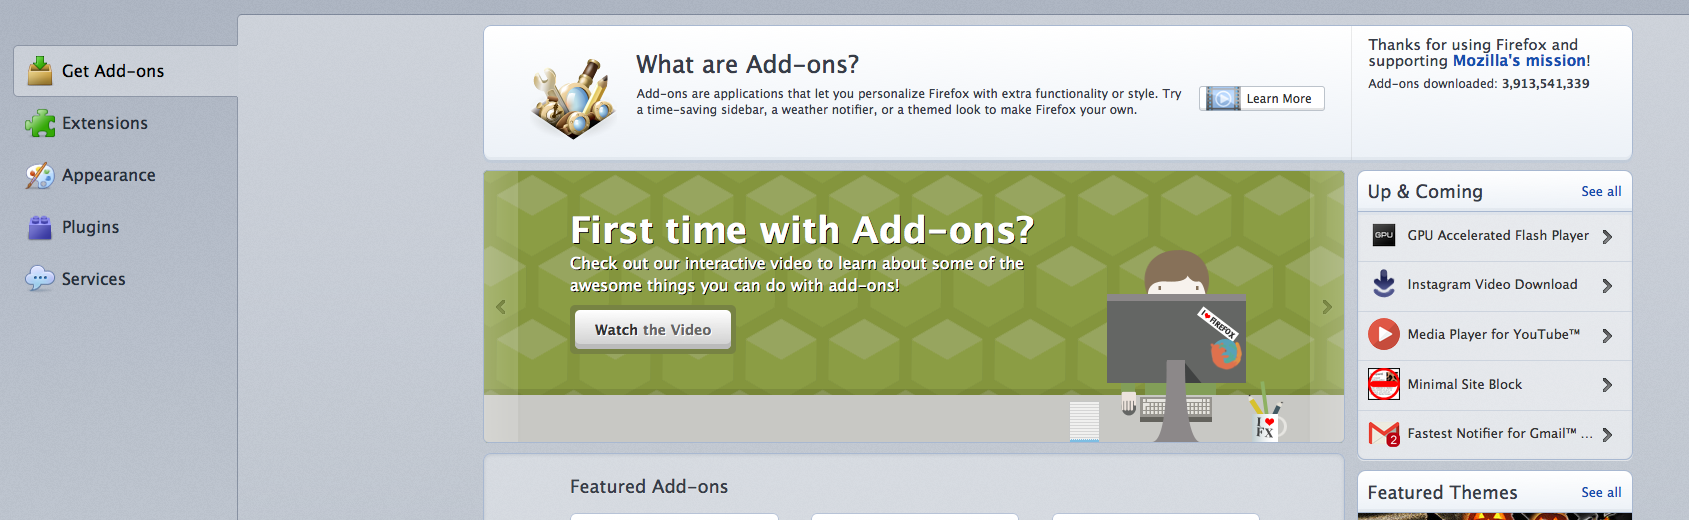 Get Add-ons
Extensions
Appearance
Plugins
Services
What are Add-ons?
Add-ons are applications that let you personalize Firefox with extra functionality or style. Try
a time-saving sidebar, a weather notifier, or a themed look to make Firefox your own.
Learn More
Thanks for using Firefox and
supporting Mozilla's mission!
Add-ons downloaded: 3,913,541,339
First time with Add-ons?
Check out our interactive video to learn about some of the
awesome things you can do with add-ons!
Watch the Video
I ♥ FIREFOX
I ♥
FX
Up & Coming
See all
GPU
GPU Accelerated Flash Player
Instagram Video Download
Media Player for YouTube™
Minimal Site Block
2
Fastest Notifier for Gmail™ ...
Featured Add-ons
Featured Themes
See all